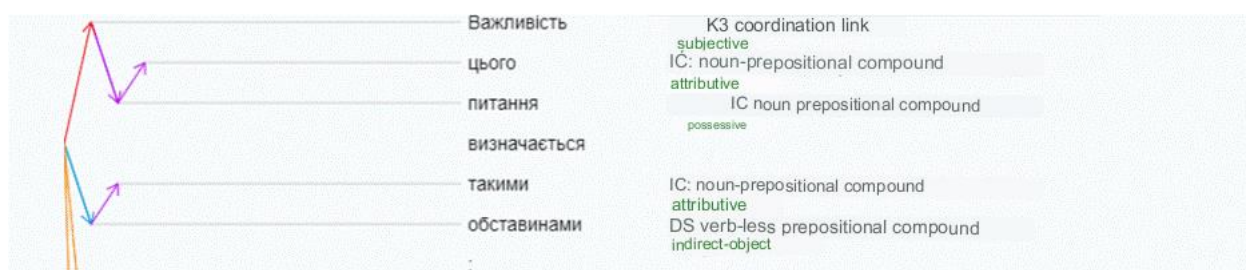 Важливість K3 coordination link
subjective
цього IC: noun-prepositional compound
attributive
питання IC noun prepositional compound
possessive
визначається
такими IC: noun-prepositional compound
attributive
обставинами DS verb-less prepositional compound
indirect-object
: